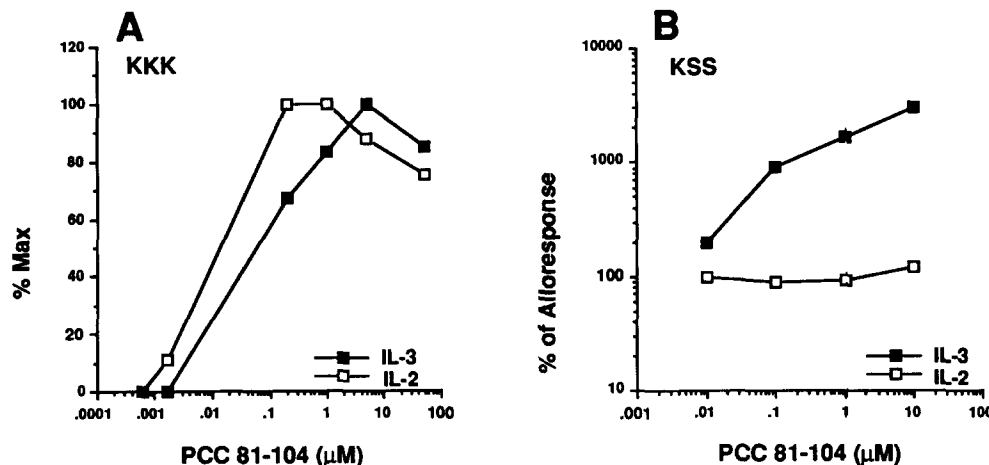 A
KKK
120
100
80
60
40
20
0
% Max
.0001
.001
.01
.1
1
10
100
PCC 81-104 (µM)
IL-3
IL-2
B
KSS
10000
1000
100
10
% of Alloresponse
.001
.01
.1
1
10
100
PCC 81-104 (µM)
IL-3
IL-2